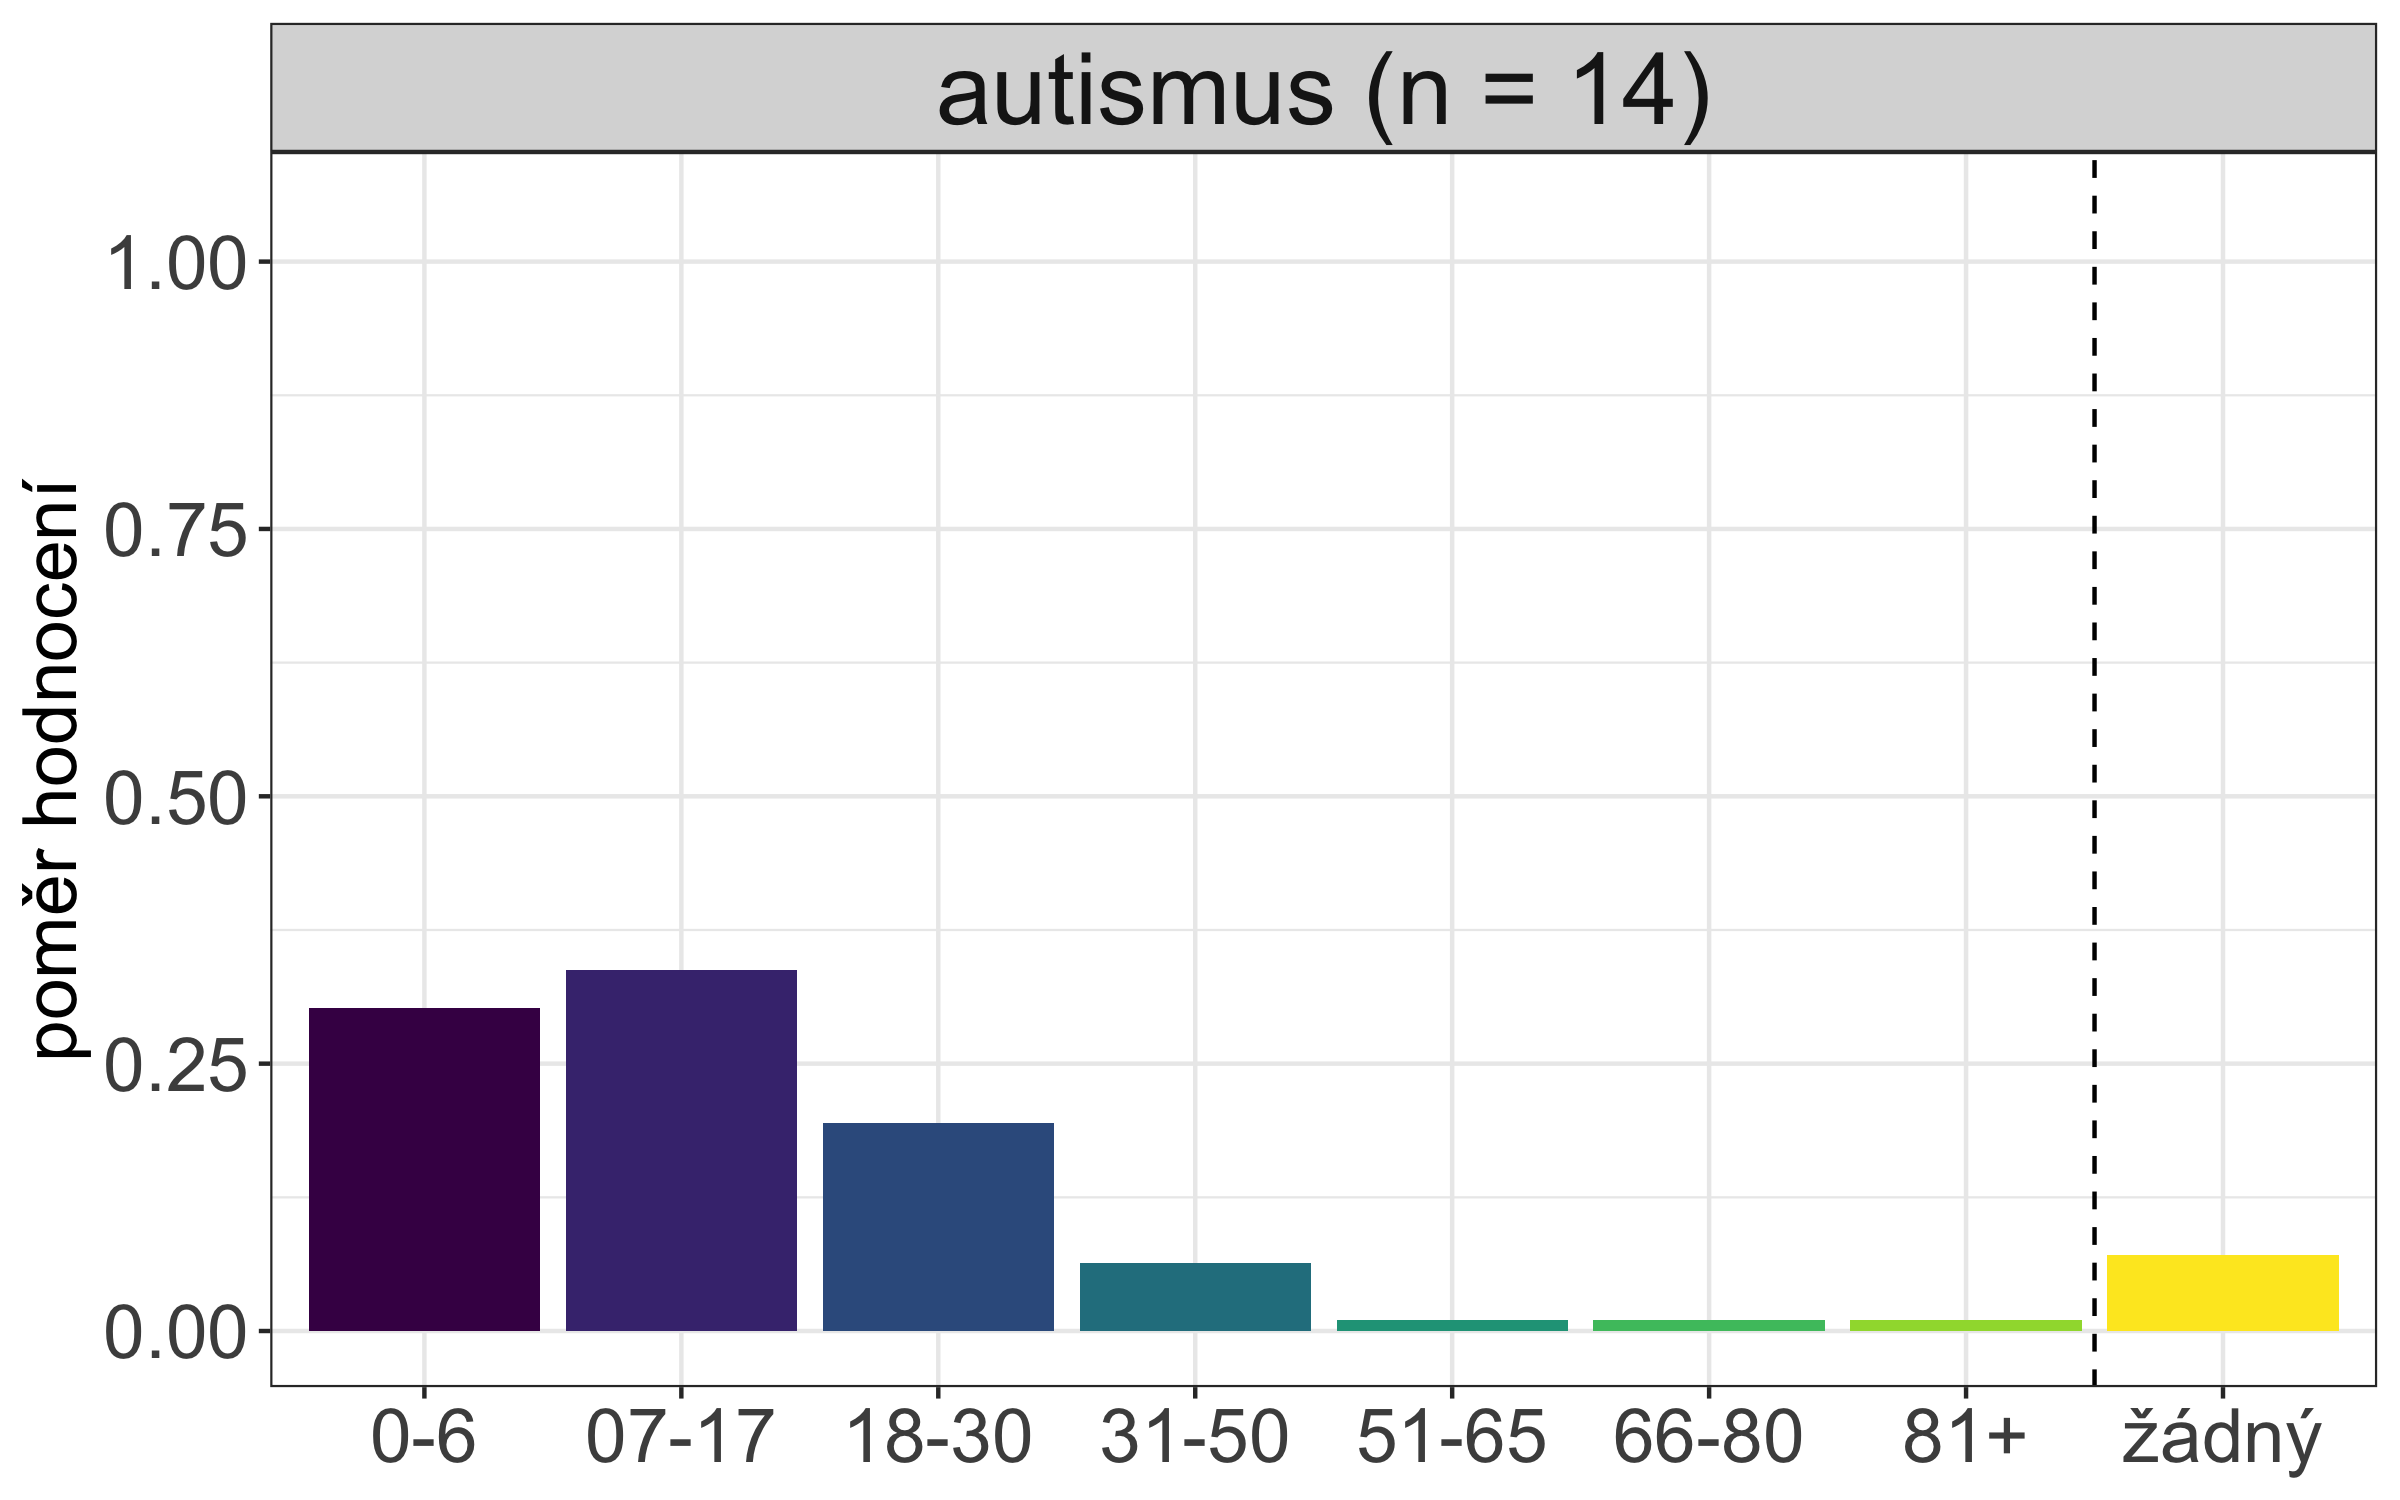 autismus (n = 14)
poměr hodnocení
1.00
0.75
0.50
0.25
0.00
0-6 07-17 18-30 31-50 51-65 66-80 81+ žádný